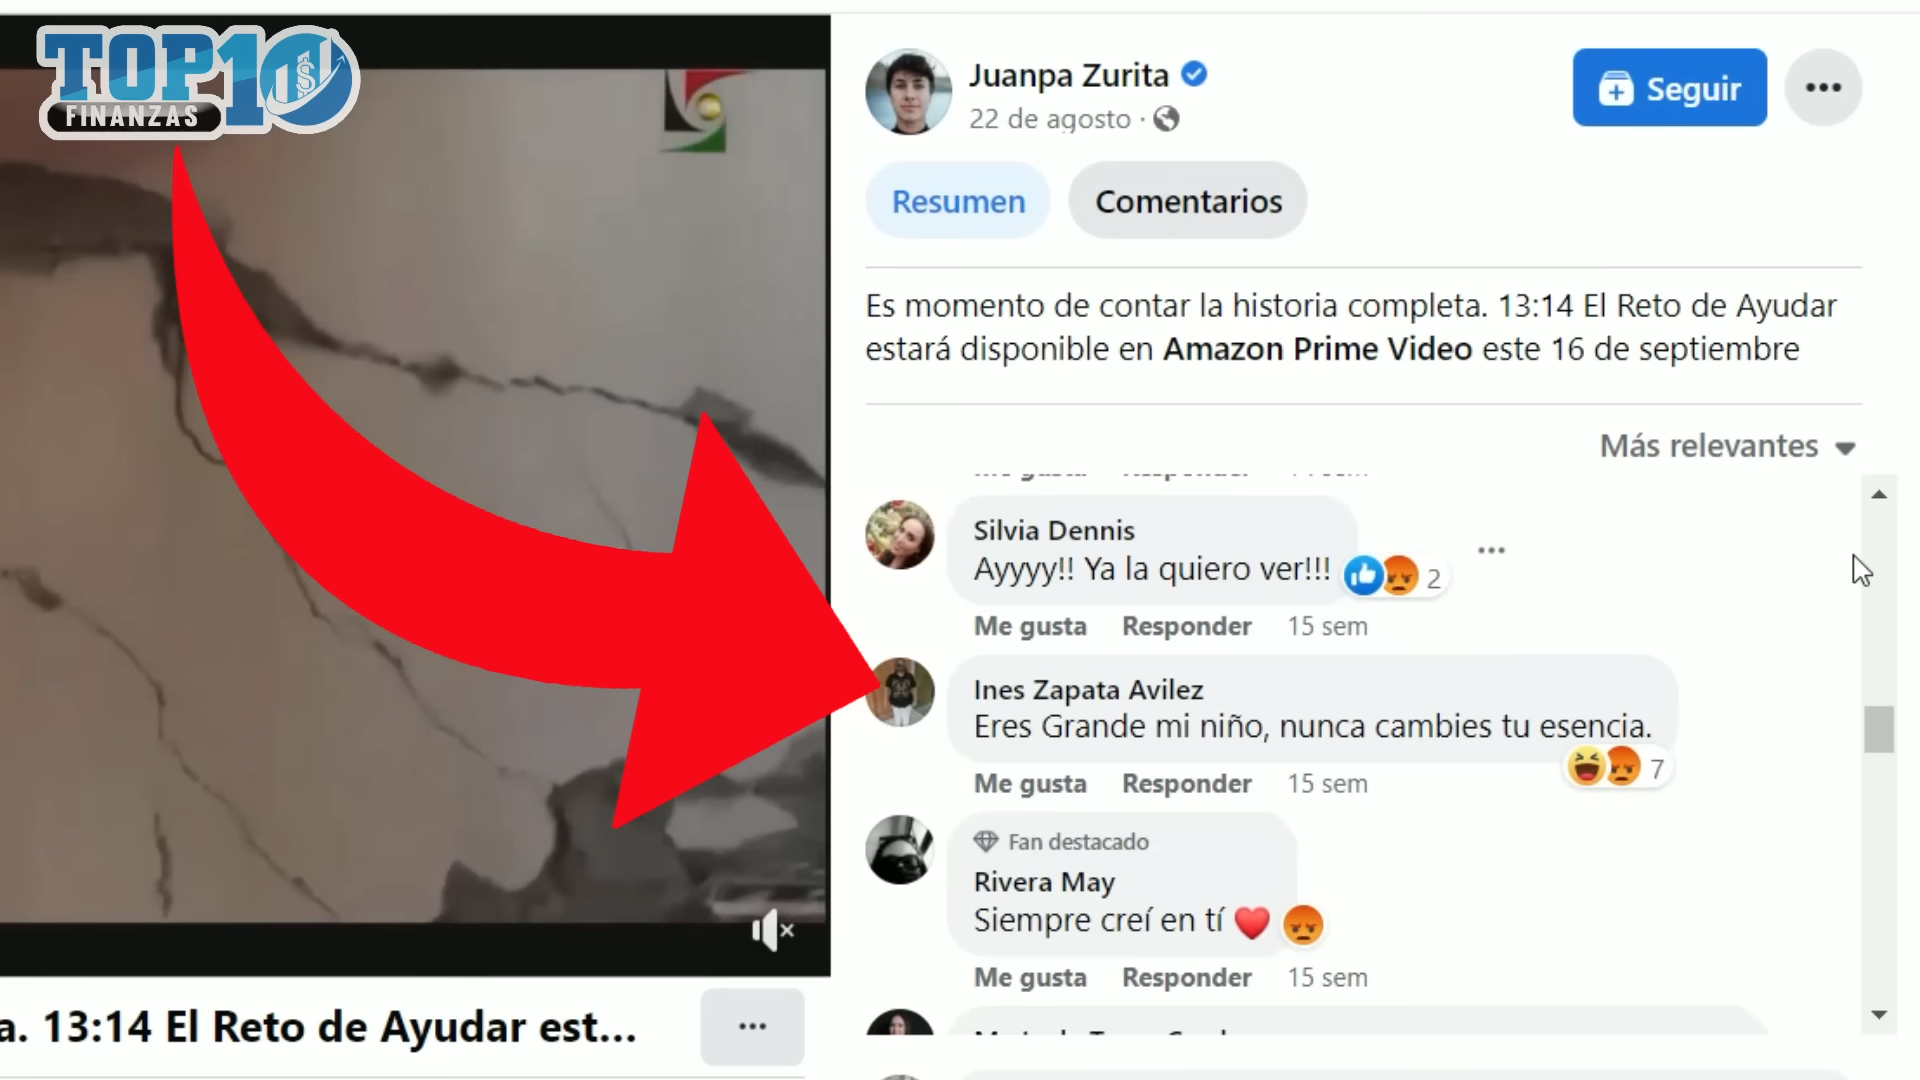 TOP10
FINANZAS
Juanpa Zurita
22 de agosto ·
Seguir
Resumen
Comentarios
Es momento de contar la historia completa. 13:14 El Reto de Ayudar
estará disponible en Amazon Prime Video este 16 de septiembre
Más relevantes
Silvia Dennis
Ayyyy!! Ya la quiero ver!!!
2
Me gusta Responder 15 sem
Ines Zapata Avilez
Eres Grande mi niño, nunca cambies tu esencia.
7
Me gusta Responder 15 sem
Fan destacado
Rivera May
Siempre creí en tí
Me gusta Responder 15 sem
a. 13:14 El Reto de Ayudar est...